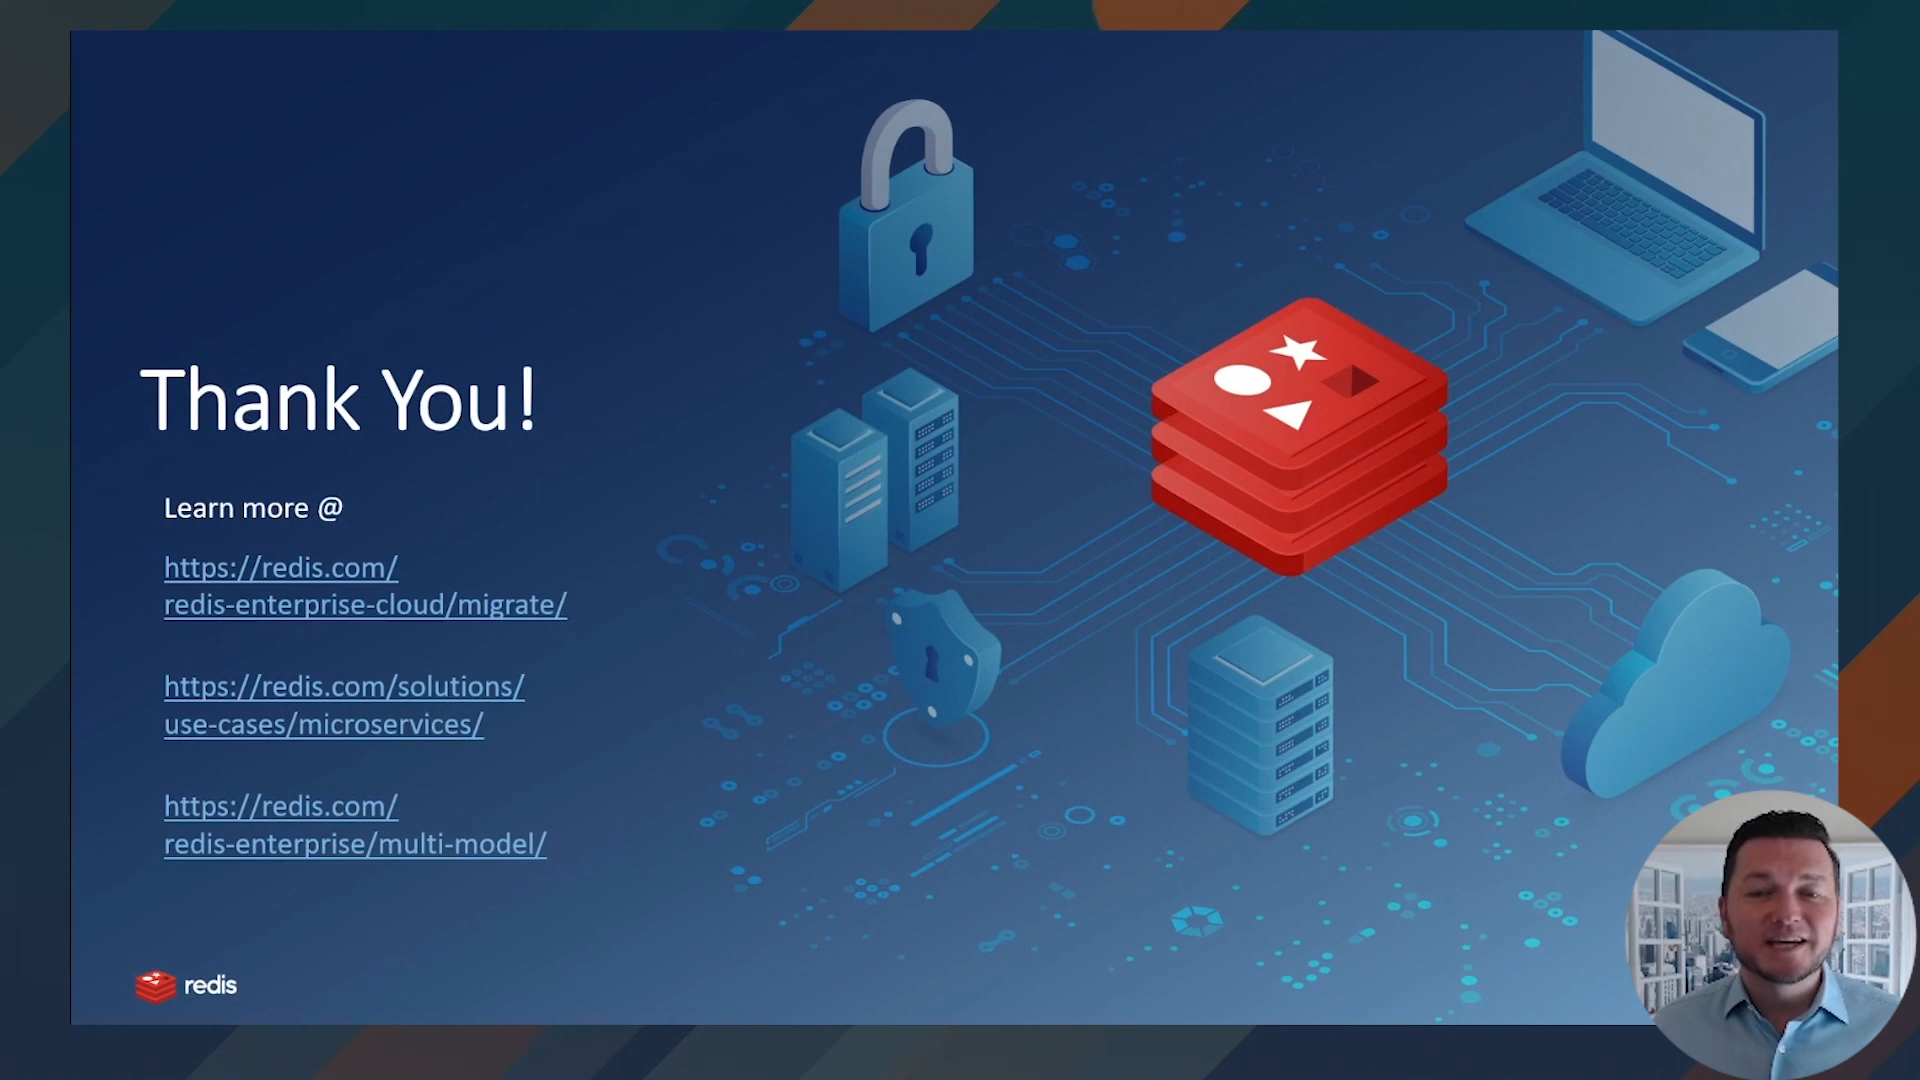 Thank You!
Learn more @
https://redis.com/
redis-enterprise-cloud/migrate/
https://redis.com/solutions/
use-cases/microservices/
https://redis.com/
redis-enterprise/multi-model/
redis